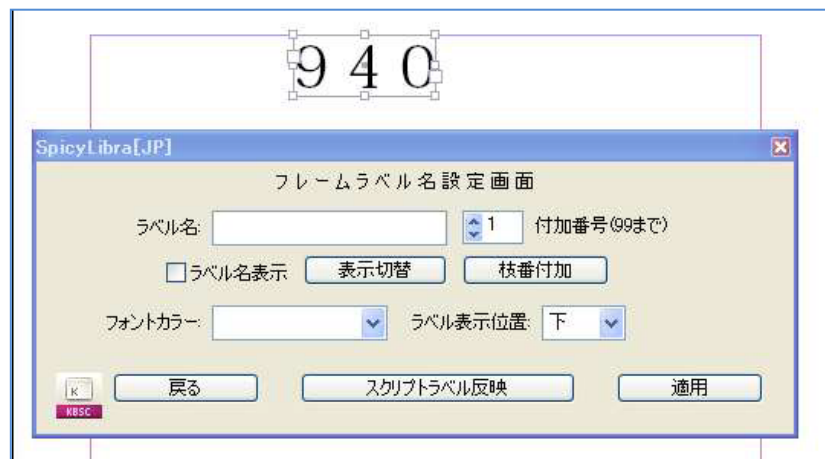 ９４０
SpicyLibra[JP]
フレームラベル名設定画面
ラベル名: 1 付加番号(99まで)
ラベル名表示 表示切替 枝番付加
フォントカラー: ラベル表示位置: 下
K 戻る スクリプトラベル反映 適用
KBSC